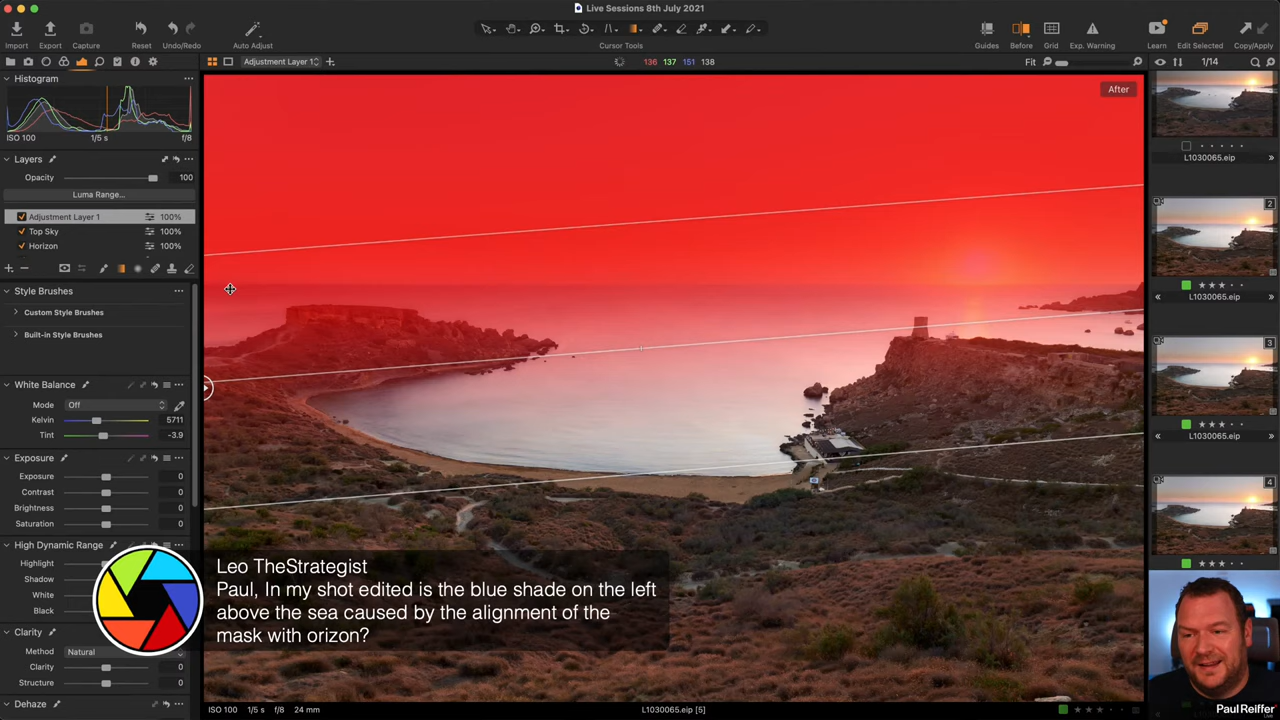 Live Sessions 8th July 2021
Import
Export
Capture
Reset
Undo/Redo
Auto Adjust
Cursor Tools
Guides
Before
Grid
Exp. Warning
Learn
Edit Selected
Copy/Apply
Adjustment Layer 1
136 137 151 138
Fit
1/14
Histogram
ISO 100 1/5 s f/8
Layers
Opacity 100
Luma Range...
Adjustment Layer 1 100%
Top Sky 100%
Horizon 100%
Style Brushes
Custom Style Brushes
Built-in Style Brushes
White Balance
Mode Off
Kelvin 5711
Tint -3.9
Exposure
Exposure 0
Contrast 0
Brightness 0
Saturation 0
High Dynamic Range
Highlight
Shadow
White
Black
Clarity
Method Natural
Clarity 0
Structure 0
Dehaze
After
Leo TheStrategist
Paul, In my shot edited is the blue shade on the left
above the sea caused by the alignment of the
mask with orizon?
ISO 100 1/5 s f/8 24 mm
L1030065.eip [5]
L1030065.eip
2
L1030065.eip
3
L1030065.eip
4
PaulReiffer
Live